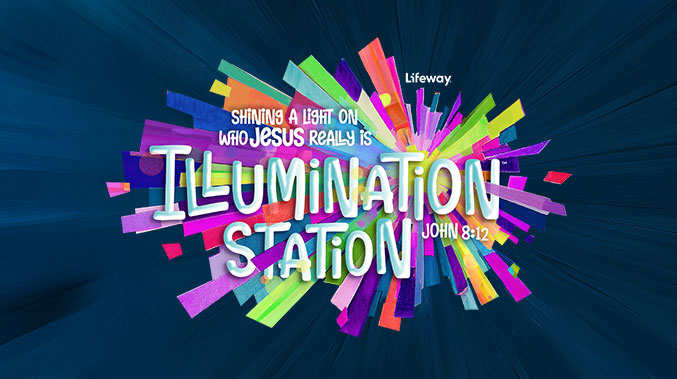 Lifeway
SHINING A LIGHT ON
WHO JESUS REALLY IS
ILLUMINATION
STATION
JOHN 8:12